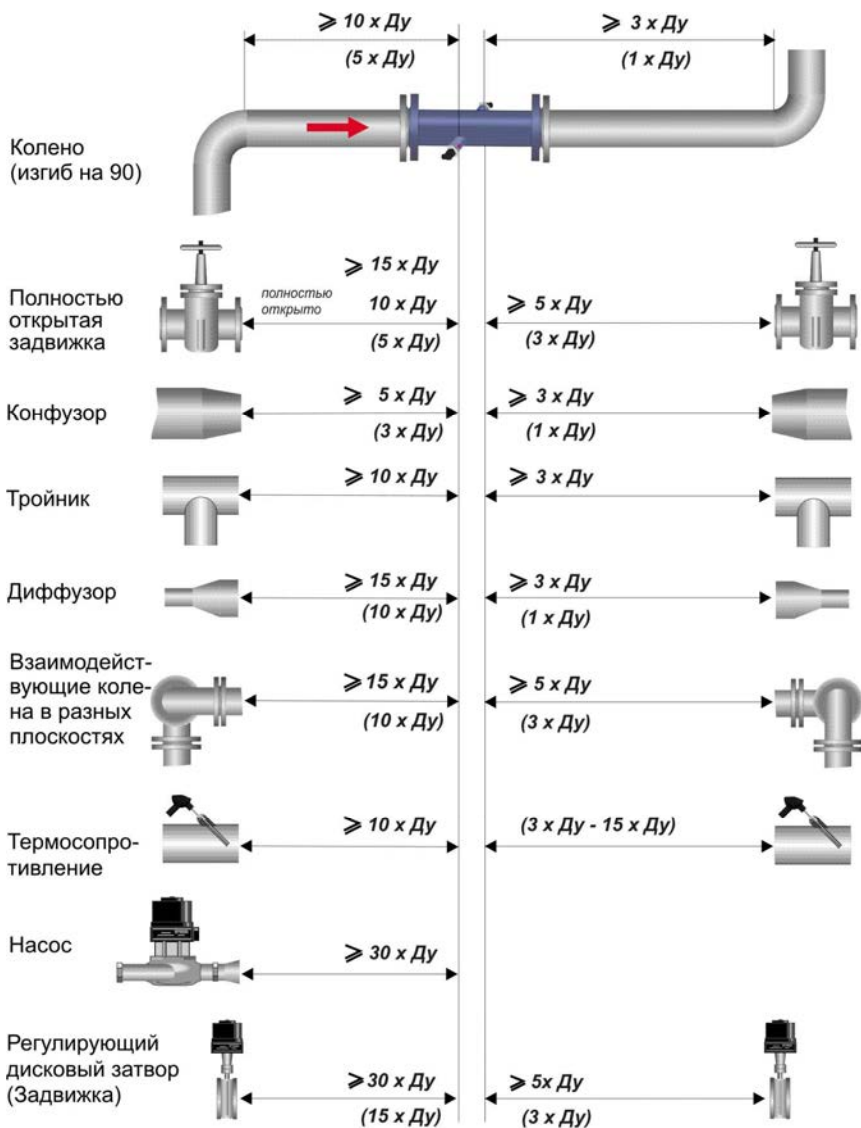 ⩾ 10 x Ду ⩾ 3 x Ду
(5 x Ду) (1 x Ду)
Колено
(изгиб на 90)
⩾ 15 x Ду
Полностью
открытая
задвижка
полностью
открыто
10 x Ду ⩾ 5 x Ду
(5 x Ду) (3 x Ду)
Конфузор
⩾ 5 x Ду ⩾ 3 x Ду
(3 x Ду) (1 x Ду)
Тройник
⩾ 10 x Ду ⩾ 3 x Ду
Диффузор
⩾ 15 x Ду ⩾ 3 x Ду
(10 x Ду) (1 x Ду)
Взаимодейст-
вующие коле-
на в разных
плоскостях
⩾ 15 x Ду ⩾ 5 x Ду
(10 x Ду) (3 x Ду)
Термосопро-
тивление
⩾ 10 x Ду (3 x Ду - 15 x Ду)
Насос
⩾ 30 x Ду
Регулирующий
дисковый затвор
(Задвижка)
⩾ 30 x Ду ⩾ 5x Ду
(15 x Ду) (3 x Ду)